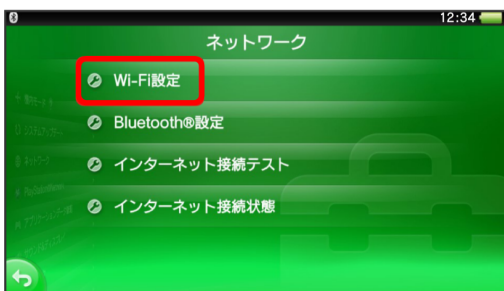 12:34
ネットワーク
Wi-Fi設定
Bluetooth®設定
インターネット接続テスト
インターネット接続状態